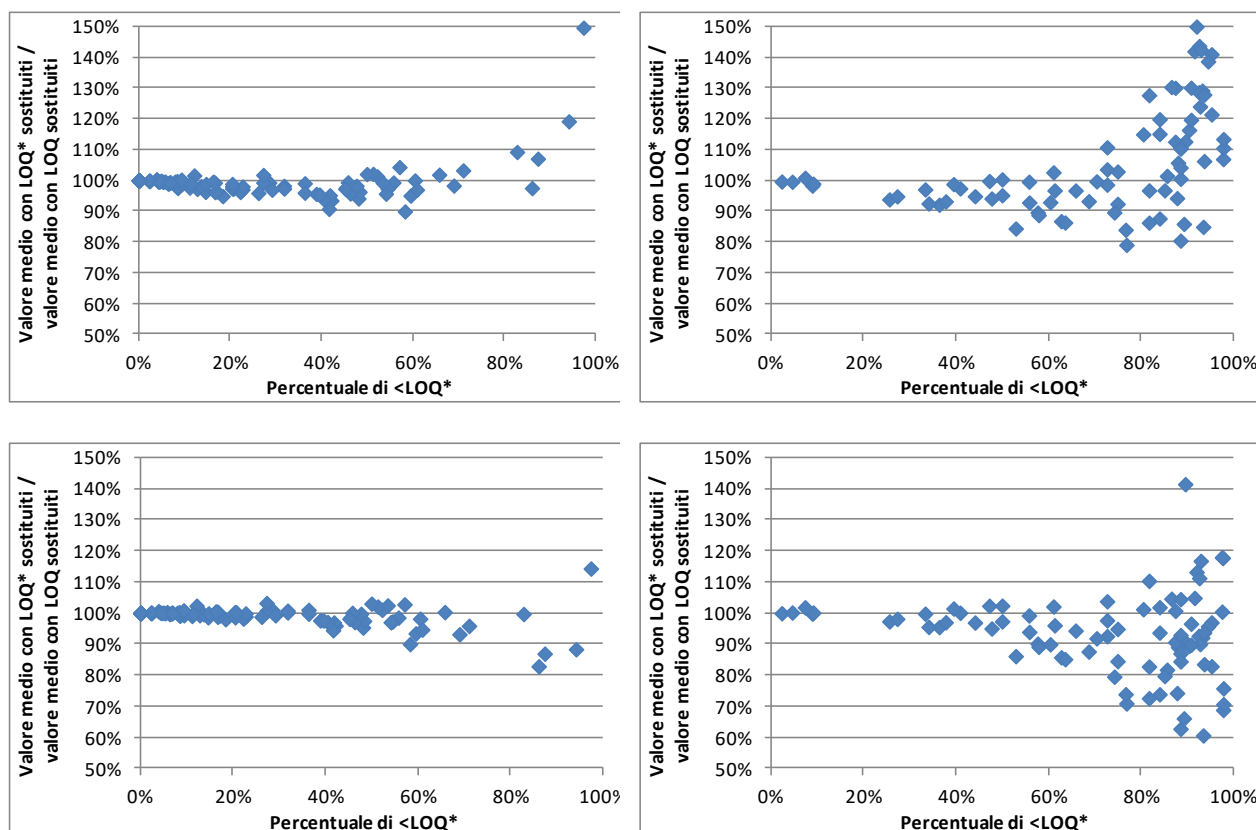 Valore medio con LOQ* sostituiti /
valore medio con LOQ sostituiti
150%
140%
130%
120%
110%
100%
90%
80%
70%
60%
50%
0% 20% 40% 60% 80% 100%
Percentuale di <LOQ*
Valore medio con LOQ* sostituiti /
valore medio con LOQ sostituiti
150%
140%
130%
120%
110%
100%
90%
80%
70%
60%
50%
0% 20% 40% 60% 80% 100%
Percentuale di <LOQ*
Valore medio con LOQ* sostituiti /
valore medio con LOQ sostituiti
150%
140%
130%
120%
110%
100%
90%
80%
70%
60%
50%
0% 20% 40% 60% 80% 100%
Percentuale di <LOQ*
Valore medio con LOQ* sostituiti /
valore medio con LOQ sostituiti
150%
140%
130%
120%
110%
100%
90%
80%
70%
60%
50%
0% 20% 40% 60% 80% 100%
Percentuale di <LOQ*